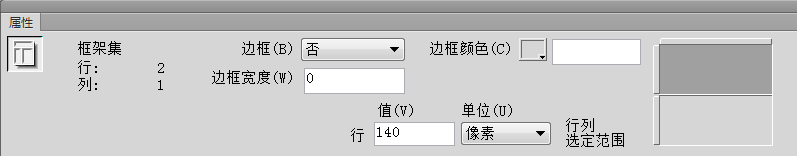 属性
框架集 边框(B) 否 边框颜色(C)
行: 2
列: 1 边框宽度(W) 0
值(V) 单位(U)
行 140 像素 行列
选定范围